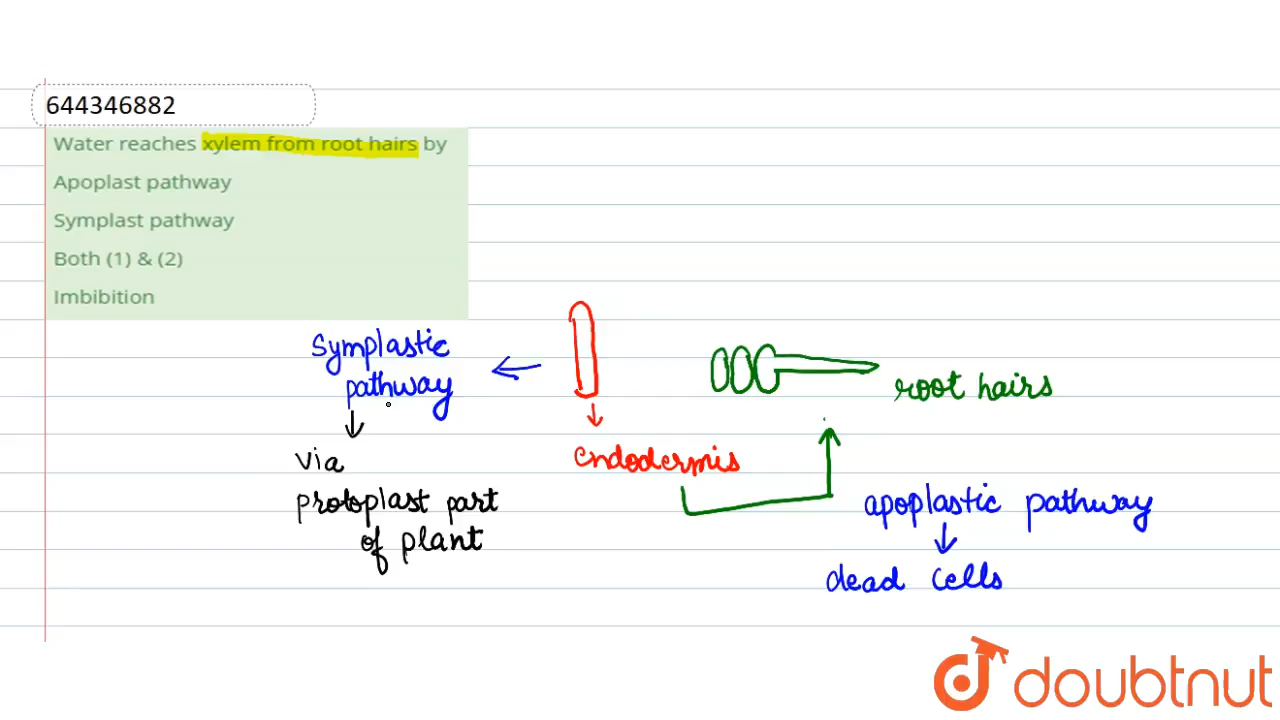 644346882
Water reaches xylem from root hairs by
Apoplast pathway
Symplast pathway
Both (1) & (2)
Imbibition
Symplastic
pathway
via
protoplast part
of plant
endodermis
root hairs
apoplastic pathway
dead cells
doubtnut